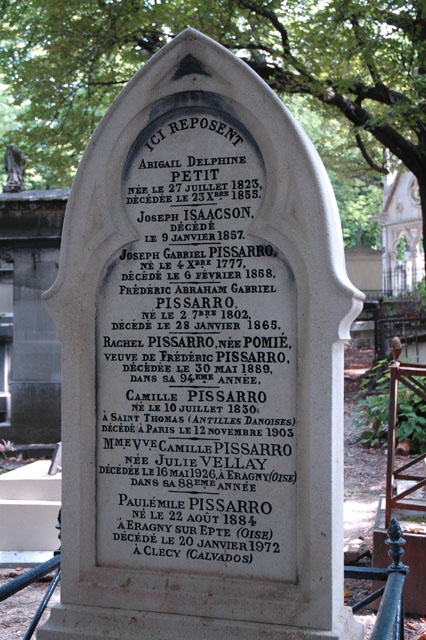 ICI REPOSENT
ABIGAIL DELPHINE
PETIT
NÉE LE 27 JUILLET 1823,
DÉCÉDÉE LE 23 XBRE 1855.
JOSEPH ISAACSON,
DÉCÉDÉ
LE 9 JANVIER 1857.
JOSEPH GABRIEL PISSARRO,
NÉ LE 4 XBRE 1777,
DÉCÉDÉ LE 6 FÉVRIER 1858.
FRÉDÉRIC ABRAHAM GABRIEL
PISSARRO,
NÉ LE 2 7BRE 1802,
DÉCÉDÉ LE 28 JANVIER 1865.
RACHEL PISSARRO, NÉE POMIÉ,
VEUVE DE FRÉDÉRIC PISSARRO,
DÉCÉDÉE LE 30 MAI 1889,
DANS SA 94EME ANNÉE,
CAMILLE PISSARRO
NÉ LE 10 JUILLET 1830
À SAINT THOMAS (ANTILLES DANOISES)
DÉCÉDÉ À PARIS LE 12 NOVEMBRE 1903
MME VVE CAMILLE PISSARRO
NÉE JULIE VELLAY
DÉCÉDÉE LE 16 MAI 1926, À ERAGNY (OISE)
DANS SA 88EME ANNÉE
PAULÉMILE PISSARRO
NÉ LE 22 AOÛT 1884
À ERAGNY SUR EPTE (OISE)
DÉCÉDÉ LE 20 JANVIER 1972
À CLECY (CALVADOS)